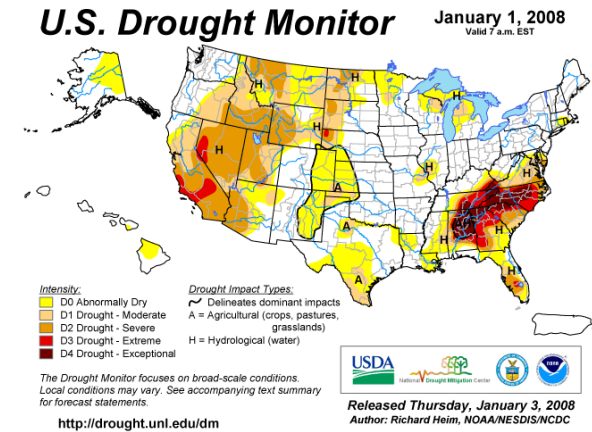 U.S. Drought Monitor
January 1, 2008
Valid 7 a.m. EST
H
H
H
H
H
H
A
H
H
A
H
A
H
H
H
Intensity:
D0 Abnormally Dry
D1 Drought - Moderate
D2 Drought - Severe
D3 Drought - Extreme
D4 Drought - Exceptional
Drought Impact Types:
Delineates dominant impacts
A = Agricultural (crops, pastures,
grasslands)
H = Hydrological (water)
USDA
National Drought Mitigation Center
The Drought Monitor focuses on broad-scale conditions.
Local conditions may vary. See accompanying text summary
for forecast statements.
http://drought.unl.edu/dm
Released Thursday, January 3, 2008
Author: Richard Heim, NOAA/NESDIS/NCDC